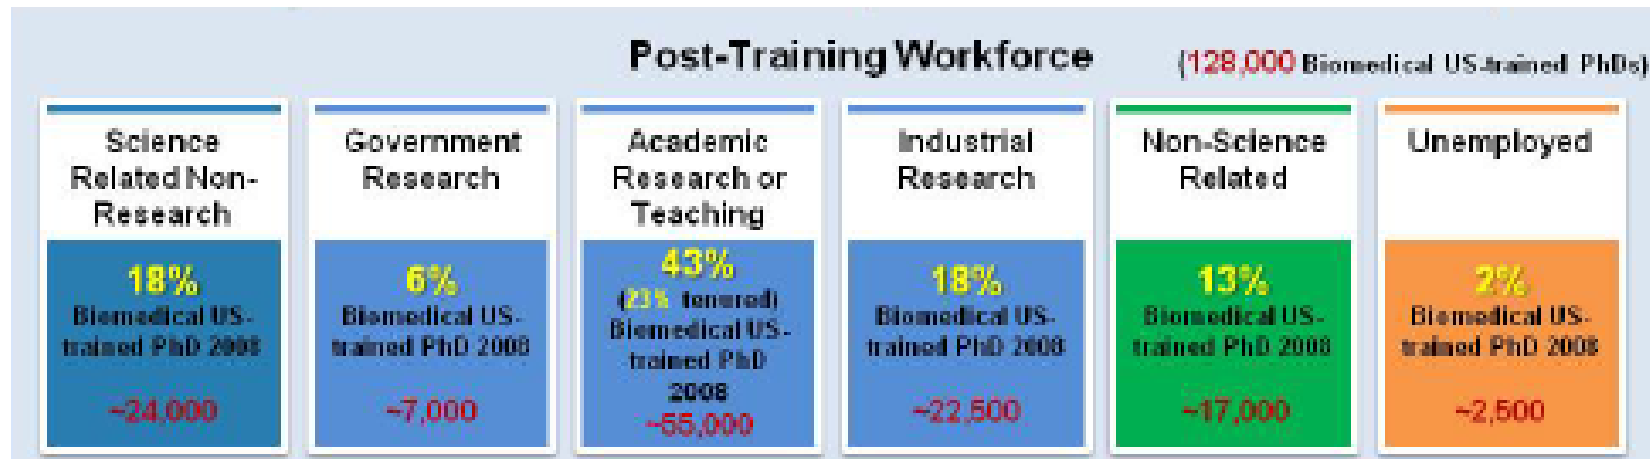 Post-Training Workforce
(128,000 Biomedical US-trained PhDs)
Science
Related Non-
Research
18%
Biomedical US-
trained PhD 2008
~24,000
Government
Research
6%
Biomedical US-
trained PhD 2008
~7,000
Academic
Research or
Teaching
43%
(23% tenured)
Biomedical US-
trained PhD
2008
~55,000
Industrial
Research
18%
Biomedical US-
trained PhD 2008
~22,500
Non-Science
Related
13%
Biomedical US-
trained PhD 2008
~17,000
Unemployed
2%
Biomedical US-
trained PhD 2008
~2,500